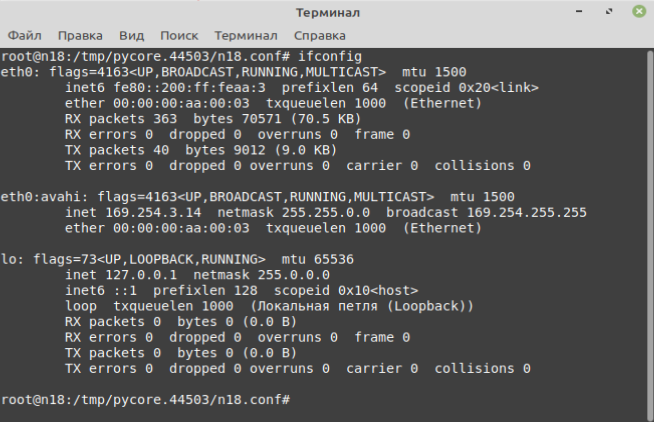 Терминал
Файл Правка Вид Поиск Терминал Справка
root@n18:/tmp/pycore.44503/n18.conf# ifconfig
eth0: flags=4163<UP,BROADCAST,RUNNING,MULTICAST>  mtu 1500
        inet6 fe80::200:ff:feaa:3  prefixlen 64  scopeid 0x20<link>
        ether 00:00:00:aa:00:03  txqueuelen 1000  (Ethernet)
        RX packets 363  bytes 70571 (70.5 KB)
        RX errors 0  dropped 0  overruns 0  frame 0
        TX packets 40  bytes 9012 (9.0 KB)
        TX errors 0  dropped 0 overruns 0  carrier 0  collisions 0
eth0:avahi: flags=4163<UP,BROADCAST,RUNNING,MULTICAST>  mtu 1500
        inet 169.254.3.14  netmask 255.255.0.0  broadcast 169.254.255.255
        ether 00:00:00:aa:00:03  txqueuelen 1000  (Ethernet)
lo: flags=73<UP,LOOPBACK,RUNNING>  mtu 65536
        inet 127.0.0.1  netmask 255.0.0.0
        inet6 ::1  prefixlen 128  scopeid 0x10<host>
        loop  txqueuelen 1000  (Локальная петля (Loopback))
        RX packets 0  bytes 0 (0.0 B)
        RX errors 0  dropped 0  overruns 0  frame 0
        TX packets 0  bytes 0 (0.0 B)
        TX errors 0  dropped 0 overruns 0  carrier 0  collisions 0
root@n18:/tmp/pycore.44503/n18.conf#